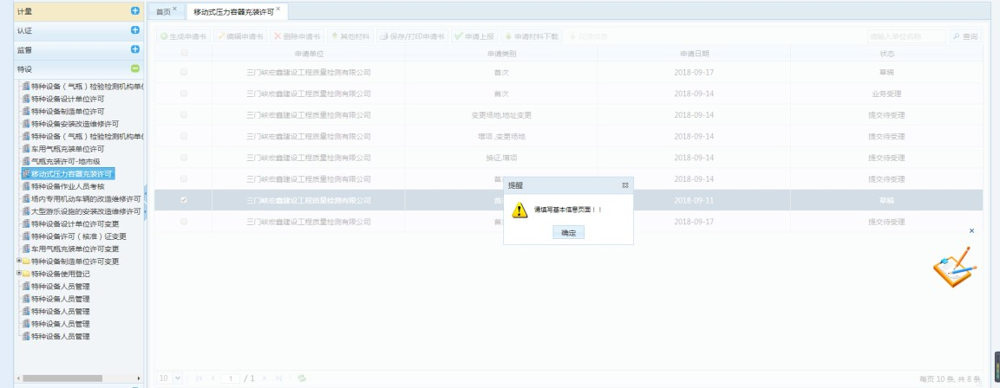 计量
认证
监督
特设
特种设备（气瓶）检验检测机构单位
特种设备设计单位许可
特种设备制造单位许可
特种设备安装改造维修许可
特种设备（气瓶）检验检测机构单位
车用气瓶充装单位许可
气瓶充装许可-地市级
移动式压力容器充装许可
特种设备作业人员考核
场内专用机动车辆的改造维修许可
大型游乐设施的安装改造维修许可
特种设备设计单位许可变更
特种设备许可（核准）证变更
车用气瓶充装单位许可变更
特种设备制造单位许可变更
特种设备使用登记
特种设备人员管理
特种设备人员管理
特种设备人员管理
特种设备人员管理
特种设备人员管理
首页 移动式压力容器充装许可
生成申请书 编辑申请书 删除申请书 其他材料 保存/打印申请书 申请上报 申请材料下载 请输入单位名称 查询
申请单位 申请类别 申请日期 状态
三门峡宏鑫建设工程质量检测有限公司 首次 2018-09-17 草稿
三门峡宏鑫建设工程质量检测有限公司 首次 2018-09-14 业务受理
三门峡宏鑫建设工程质量检测有限公司 变更场地,地址变更 2018-09-14 提交待受理
三门峡宏鑫建设工程质量检测有限公司 增项,变更场地 2018-09-14 提交待受理
三门峡宏鑫建设工程质量检测有限公司 换证,增项 2018-09-14 提交待受理
三门峡宏鑫建设工程质量检测有限公司 首 2018-09-14 提交待受理
三门峡宏鑫建设工程质量检测有限公司 首 2018-09-11 草稿
三门峡宏鑫建设工程质量检测有限公司 首 2018-09-17 提交待受理
提醒
请填写基本信息页面！！
确定
10 1 / 1 每页 10 条, 共 8 条